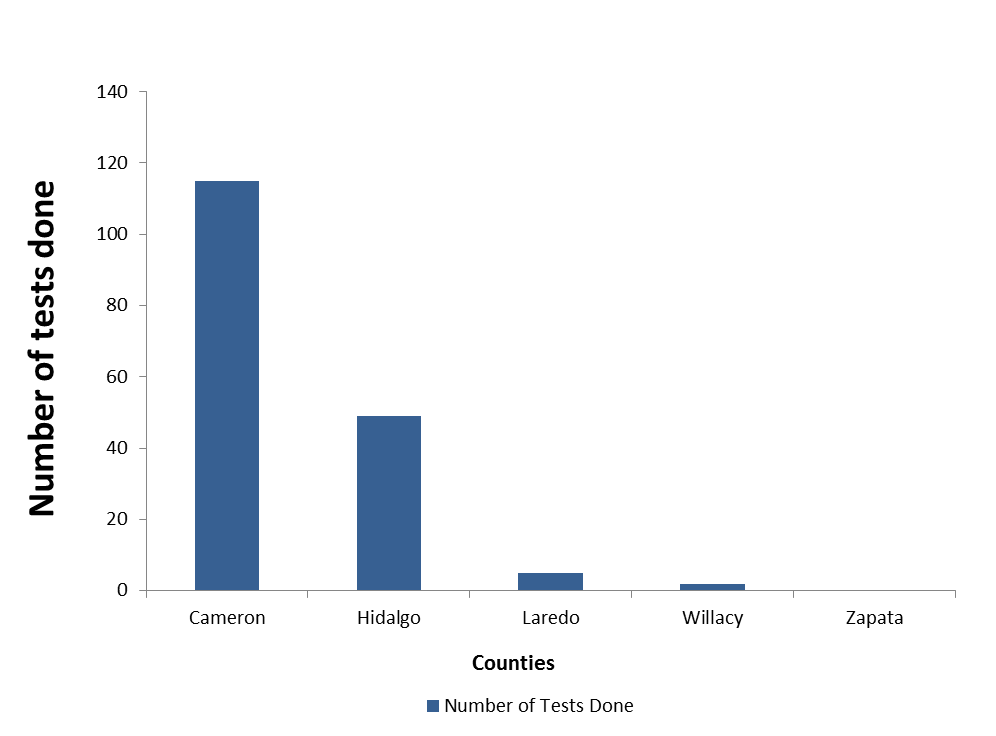 Number of tests done
140
120
100
80
60
40
20
0
Cameron Hidalgo Laredo Willacy Zapata
Counties
Number of Tests Done